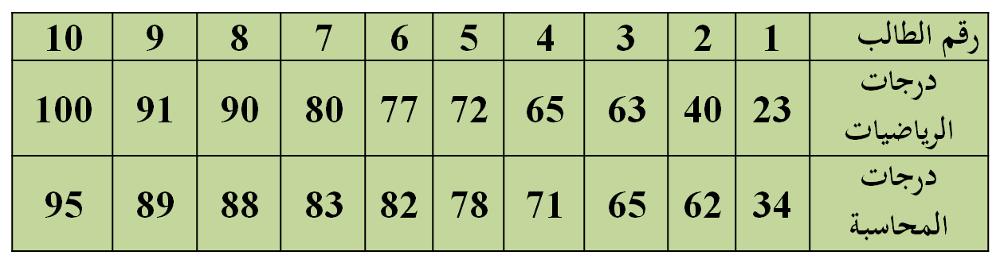 رقم الطالب 1 2 3 4 5 6 7 8 9 10
درجات الرياضيات 23 40 63 65 72 77 80 90 91 100
درجات المحاسبة 34 62 65 71 78 82 83 88 89 95